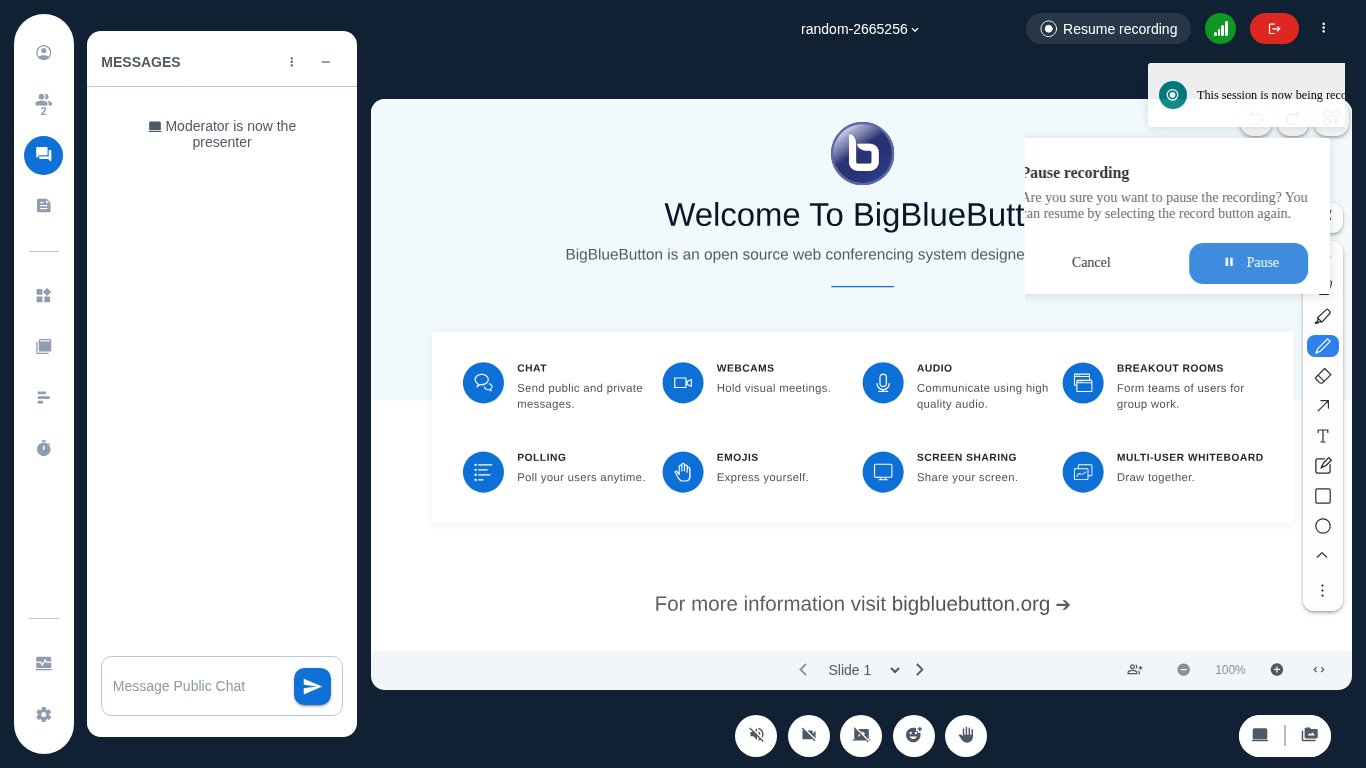 random-2665256
Resume recording
2
MESSAGES
Moderator is now the
presenter
Message Public Chat
This session is now being reco
Pause recording
Are you sure you want to pause the recording? You
can resume by selecting the record button again.
Cancel
Pause
Welcome To BigBlueButt
BigBlueButton is an open source web conferencing system designe
CHAT
Send public and private
messages.
WEBCAMS
Hold visual meetings.
AUDIO
Communicate using high
quality audio.
BREAKOUT ROOMS
Form teams of users for
group work.
POLLING
Poll your users anytime.
EMOJIS
Express yourself.
SCREEN SHARING
Share your screen.
MULTI-USER WHITEBOARD
Draw together.
For more information visit bigbluebutton.org ➔
Slide 1
100%